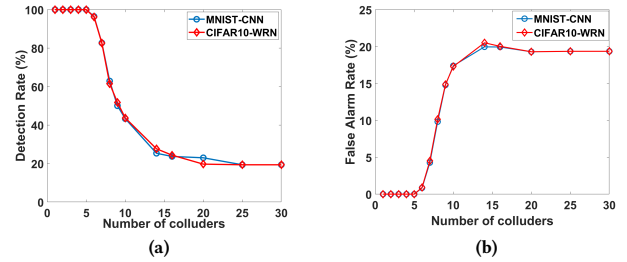 100
80
60
40
20
0
Detection Rate (%)
MNIST-CNN
CIFAR10-WRN
0 5 10 15 20 25 30
Number of colluders
(a)
25
20
15
10
5
0
False Alarm Rate (%)
MNIST-CNN
CIFAR10-WRN
0 5 10 15 20 25 30
Number of colluders
(b)